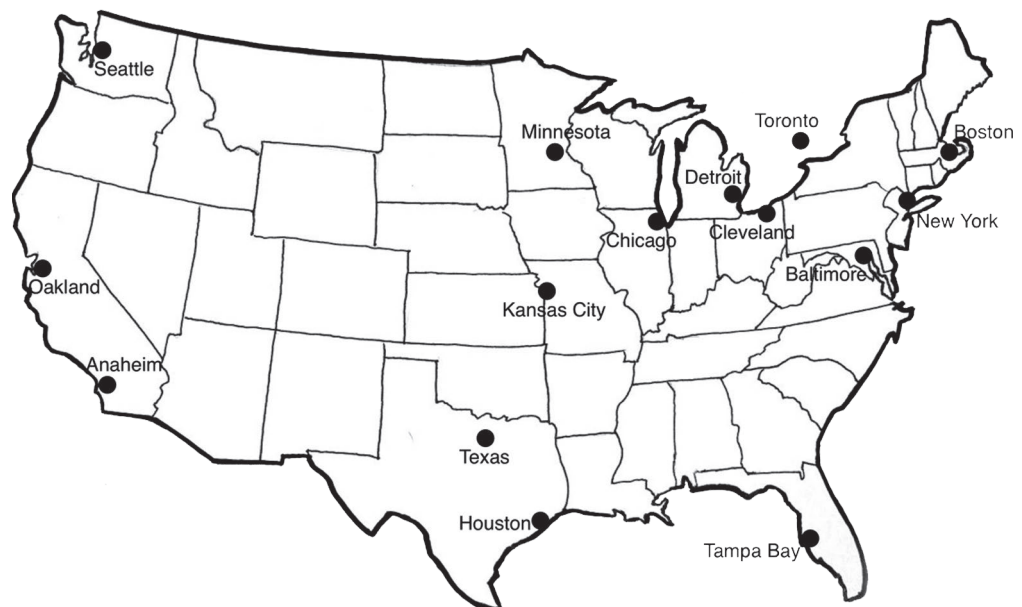 Seattle
Toronto
Minnesota
Boston
Detroit
New York
Cleveland
Chicago
Baltimore
Oakland
Kansas City
Anaheim
Texas
Houston
Tampa Bay